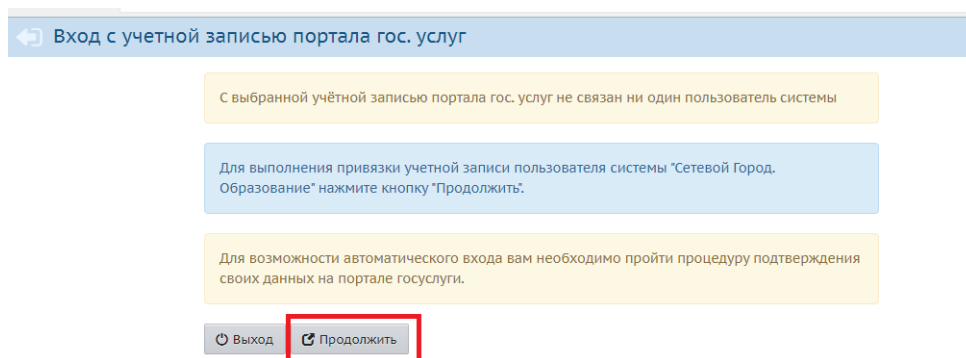 Вход с учетной записью портала гос. услуг
С выбранной учётной записью портала гос. услуг не связан ни один пользователь системы
Для выполнения привязки учетной записи пользователя системы "Сетевой Город.
Образование" нажмите кнопку "Продолжить".
Для возможности автоматического входа вам необходимо пройти процедуру подтверждения
своих данных на портале госуслуги.
Выход Продолжить